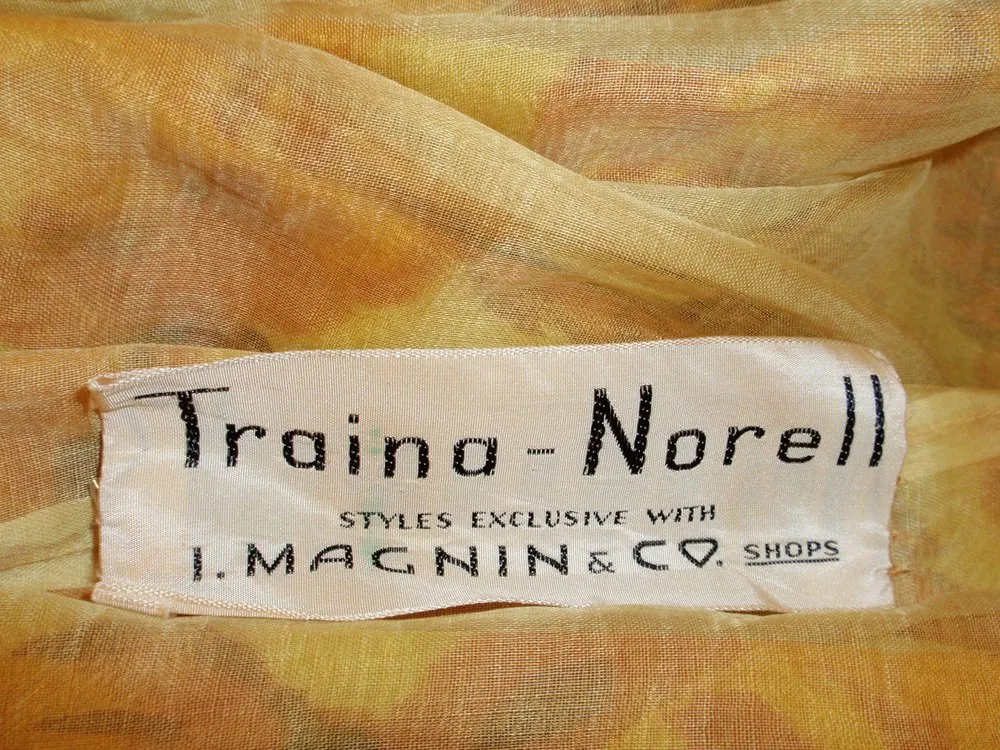 Traina-Norell
STYLES EXCLUSIVE WITH
I. MAGNIN & CO. SHOPS